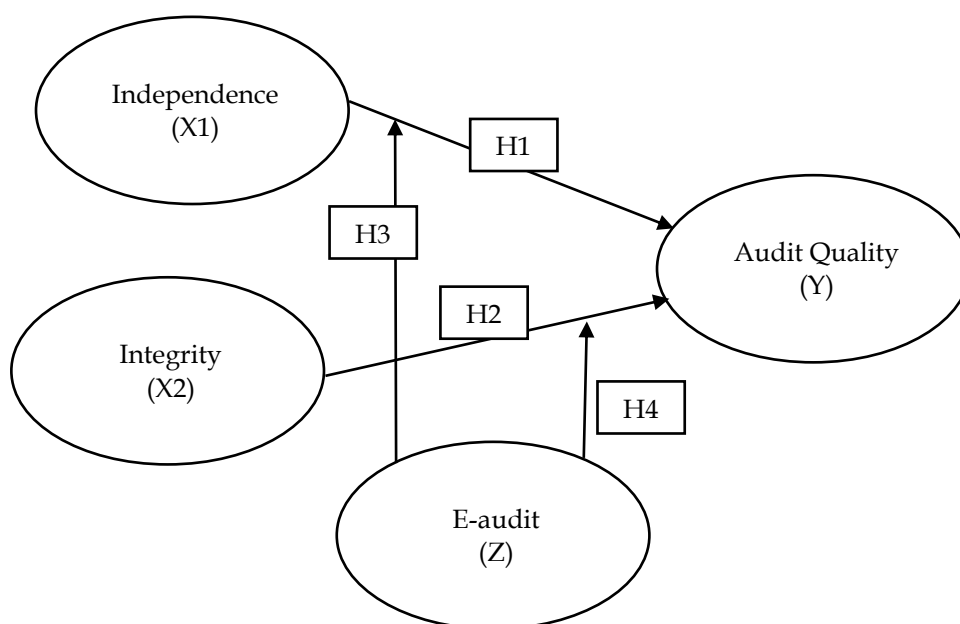 Independence
(X1)
H1
H3
Audit Quality
(Y)
H2
Integrity
(X2)
H4
E-audit
(Z)